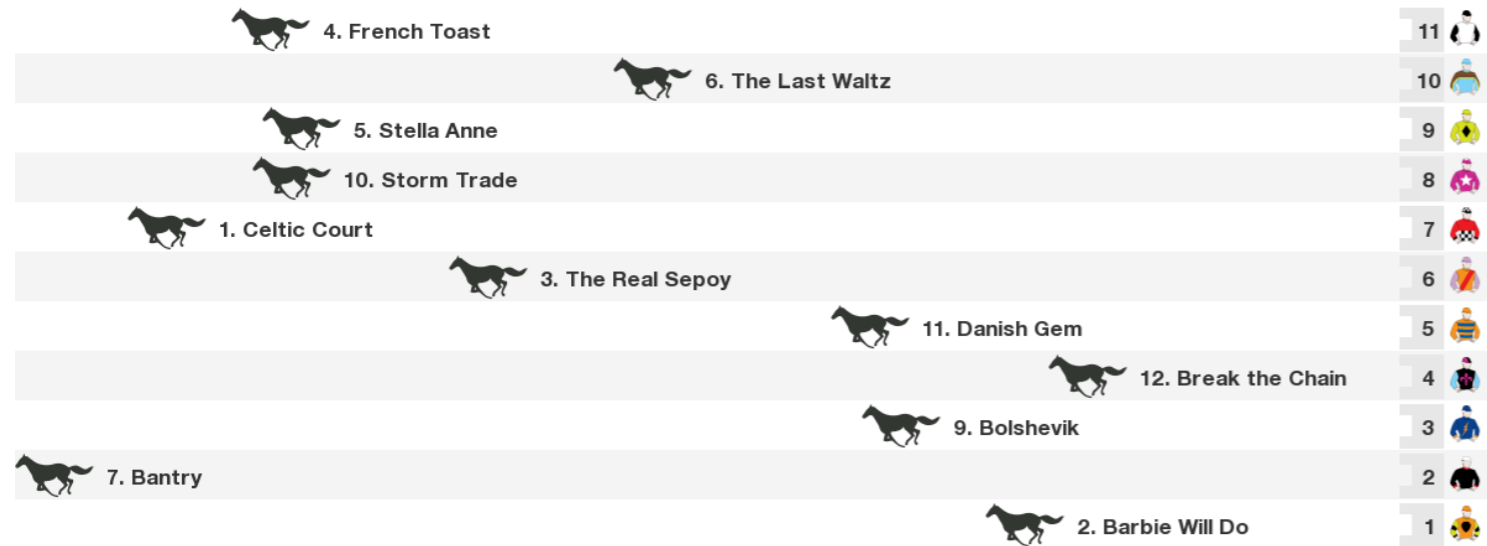 4. French Toast 11
6. The Last Waltz 10
5. Stella Anne 9
10. Storm Trade 8
1. Celtic Court 7
3. The Real Sepoy 6
11. Danish Gem 5
12. Break the Chain 4
9. Bolshevik 3
7. Bantry 2
2. Barbie Will Do 1